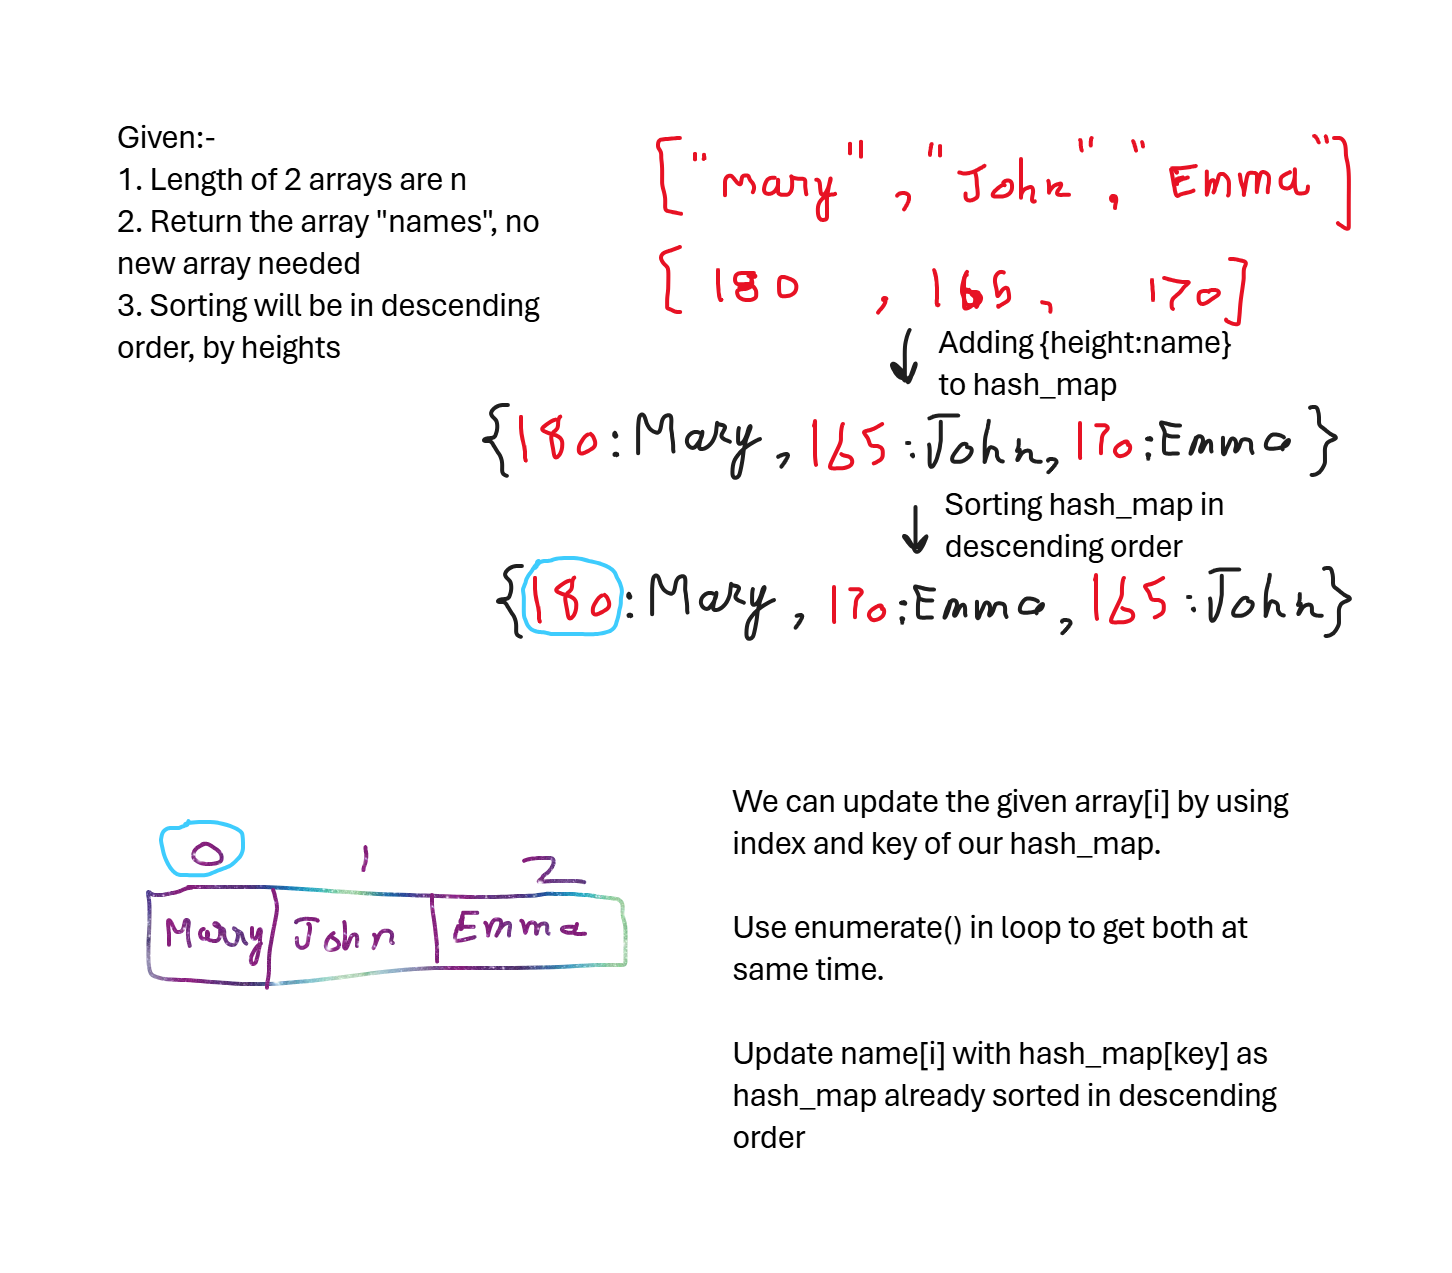 Given:-
1. Length of 2 arrays are n
2. Return the array "names", no
new array needed
3. Sorting will be in descending
order, by heights
["mary", "John", "Emma"]
[180, 165, 170]
Adding {height:name}
to hash_map
{180:Mary, 165:John, 170:Emma}
Sorting hash_map in
descending order
{180:Mary, 170:Emma, 165:John}
0 1 2
Marry John Emma
We can update the given array[i] by using
index and key of our hash_map.
Use enumerate() in loop to get both at
same time.
Update name[i] with hash_map[key] as
hash_map already sorted in descending
order